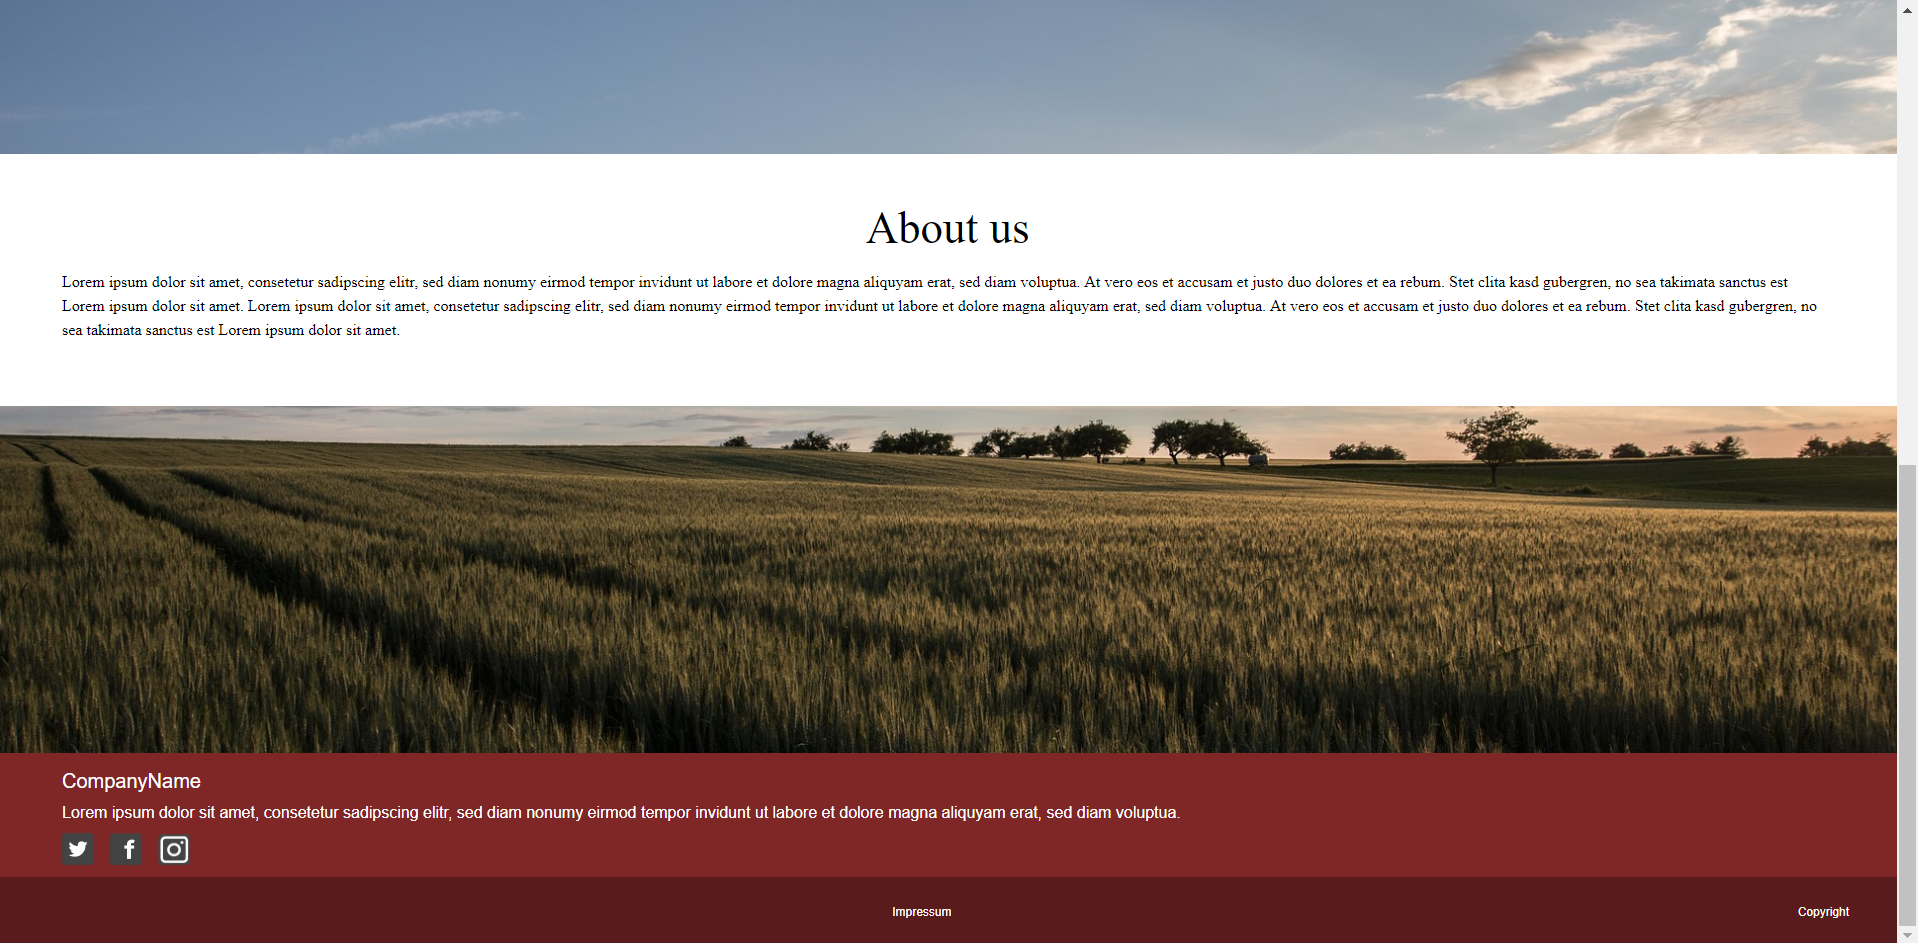 About us
Lorem ipsum dolor sit amet, consetetur sadipscing elitr, sed diam nonumy eirmod tempor invidunt ut labore et dolore magna aliquyam erat, sed diam voluptua. At vero eos et accusam et justo duo dolores et ea rebum. Stet clita kasd gubergren, no sea takimata sanctus est
Lorem ipsum dolor sit amet. Lorem ipsum dolor sit amet, consetetur sadipscing elitr, sed diam nonumy eirmod tempor invidunt ut labore et dolore magna aliquyam erat, sed diam voluptua. At vero eos et accusam et justo duo dolores et ea rebum. Stet clita kasd gubergren, no
sea takimata sanctus est Lorem ipsum dolor sit amet.
CompanyName
Lorem ipsum dolor sit amet, consetetur sadipscing elitr, sed diam nonumy eirmod tempor invidunt ut labore et dolore magna aliquyam erat, sed diam voluptua.
Impressum
Copyright